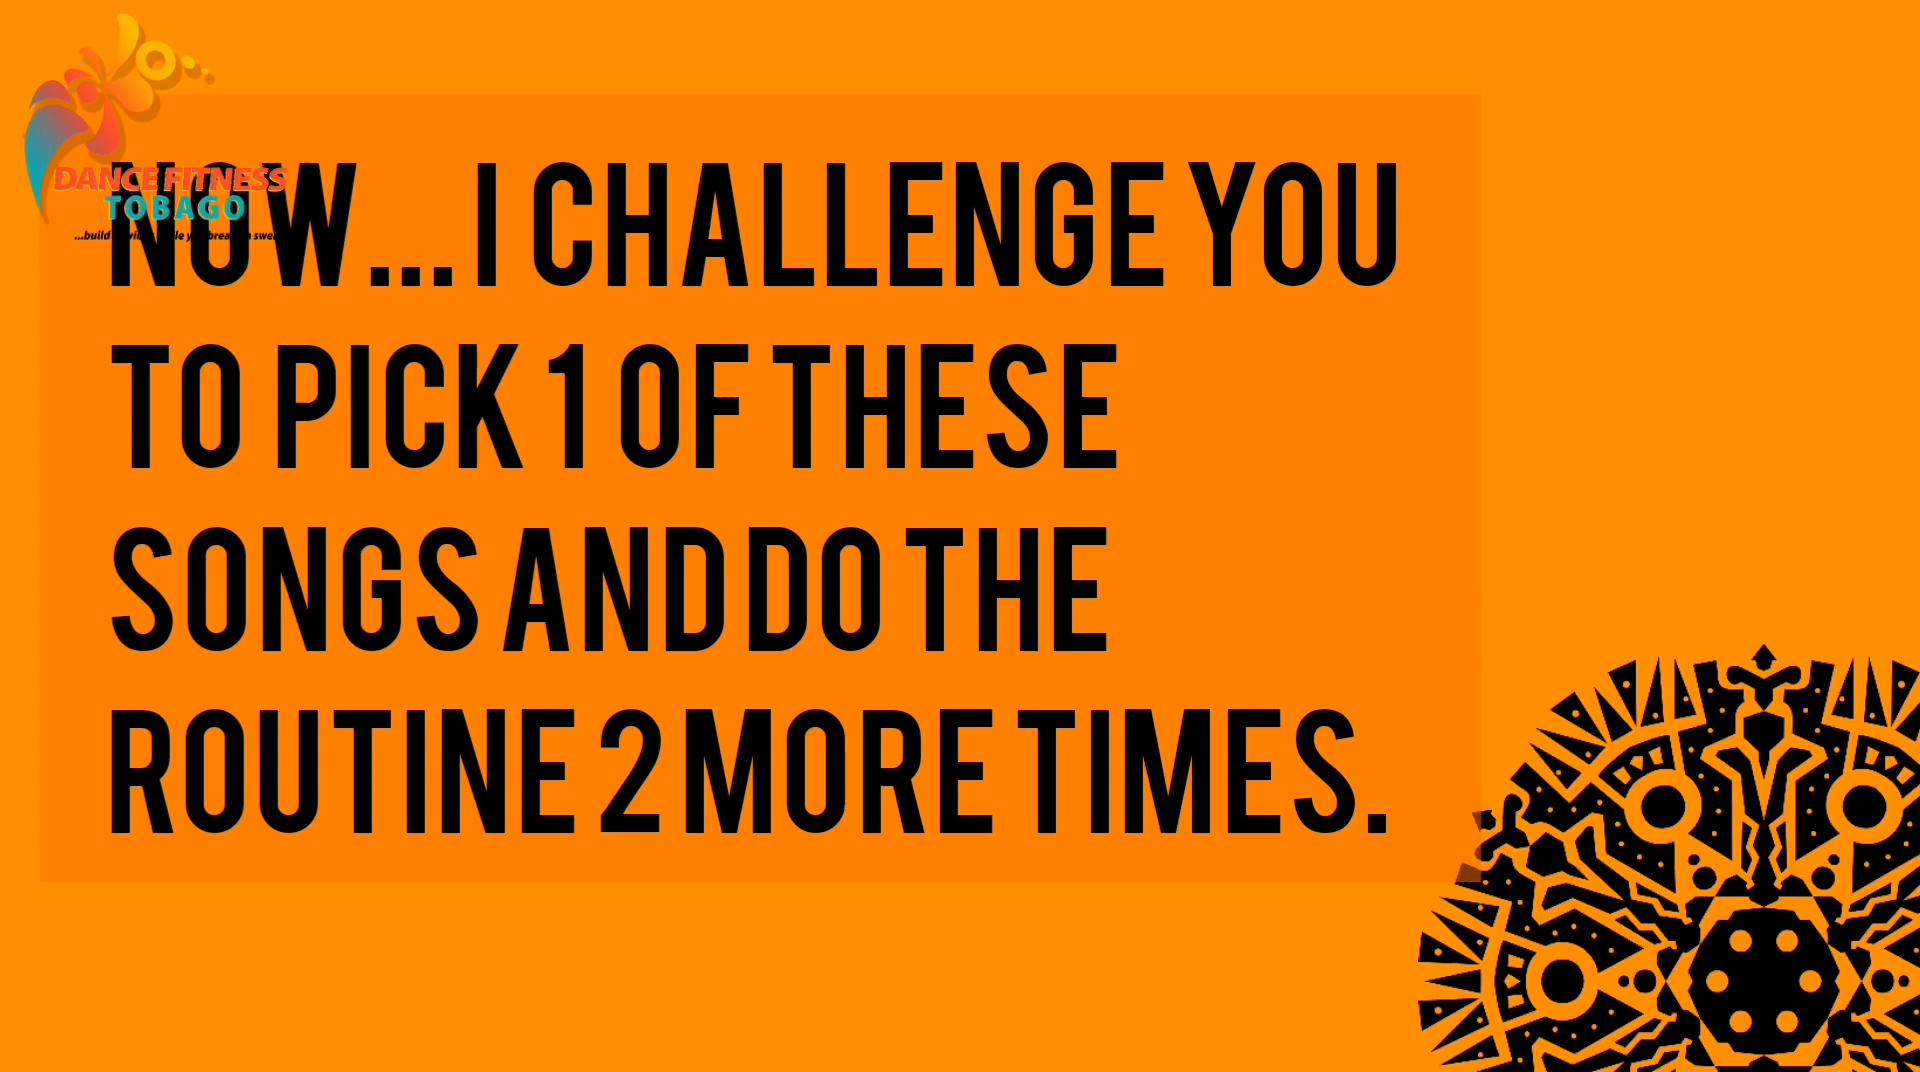 DANCE FITNESS
TOBAGO
...build
NOW... I CHALLENGE YOU
TO PICK 1 OF THESE
SONGS AND DO THE
ROUTINE 2 MORE TIMES.